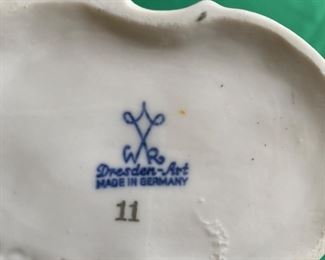 WR
Dresden-Art
MADE IN GERMANY
11